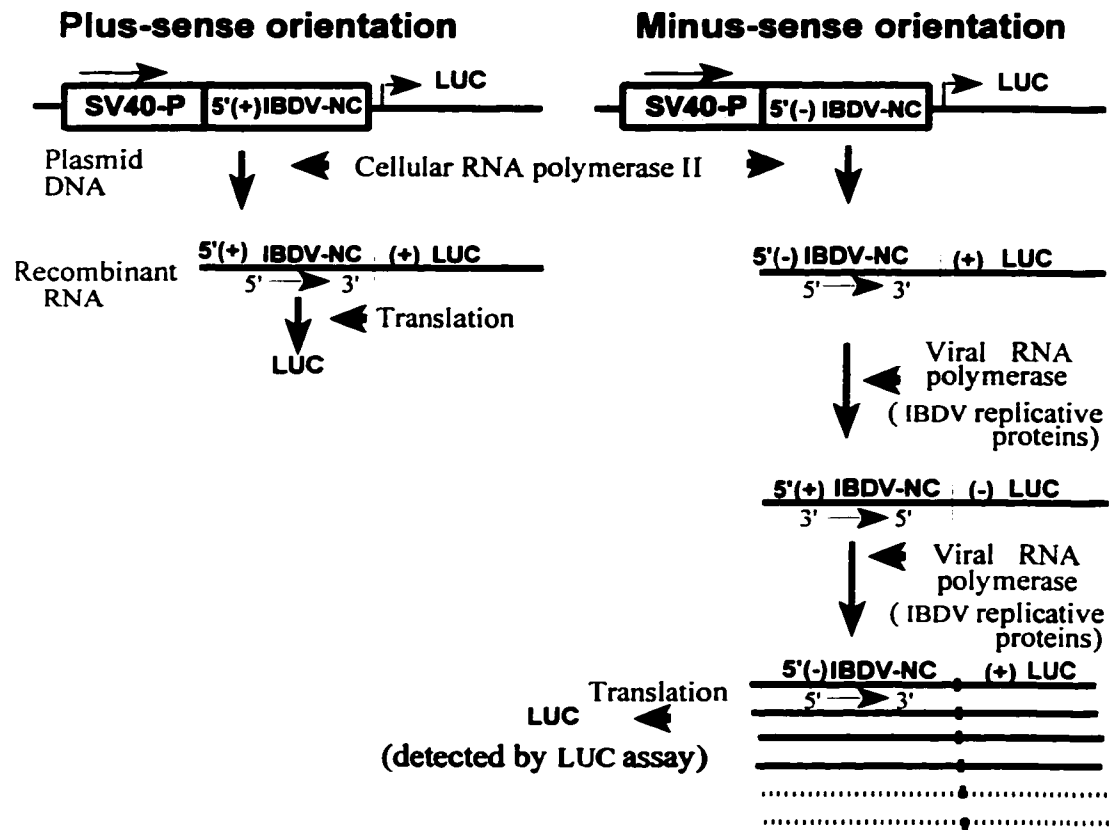 Plus-sense orientation
Minus-sense orientation
LUC
SV40-P
5'(+)IBDV-NC
LUC
SV40-P
5'(-) IBDV-NC
Plasmid
DNA
Cellular RNA polymerase II
5'(+) IBDV-NC (+) LUC
Recombinant
RNA
5' 3'
Translation
LUC
5'(-) IBDV-NC (+) LUC
5' 3'
Viral RNA
polymerase
( IBDV replicative
proteins)
5'(+) IBDV-NC (-) LUC
3' 5'
Viral RNA
polymerase
( IBDV replicative
proteins)
5'(-)IBDV-NC (+) LUC
5' 3'
Translation
LUC
(detected by LUC assay)